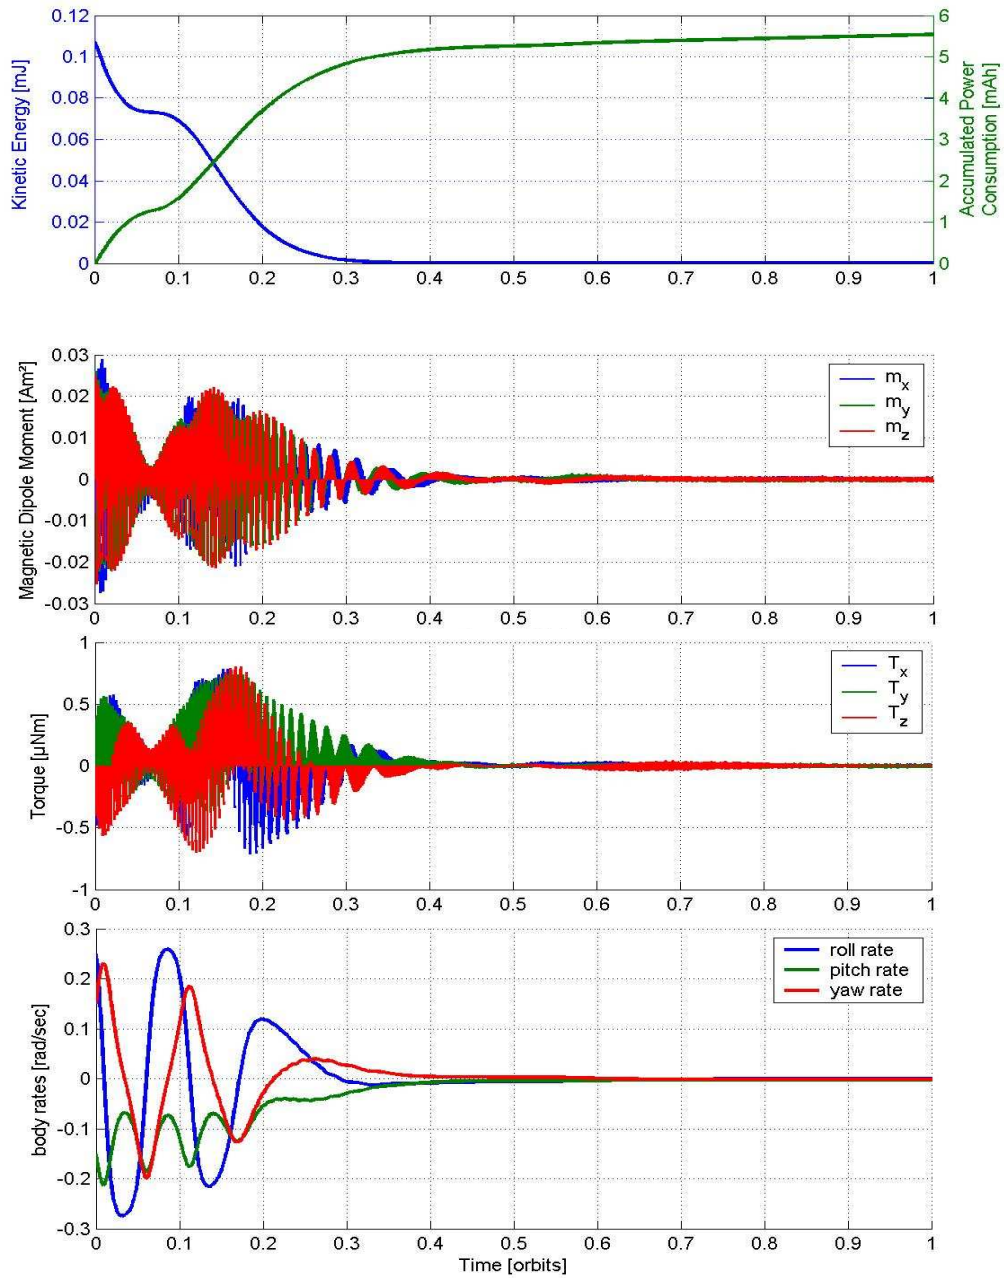 0.12
0.1
0.08
0.06
0.04
0.02
0
Kinetic Energy [mJ]
6
5
4
3
2
1
0
Accumulated Power
Consumption [mAh]
0 0.1 0.2 0.3 0.4 0.5 0.6 0.7 0.8 0.9 1
0.03
0.02
0.01
0
-0.01
-0.02
-0.03
Magnetic Dipole Moment [Am²]
m_x
m_y
m_z
0 0.1 0.2 0.3 0.4 0.5 0.6 0.7 0.8 0.9 1
1
0.5
0
-0.5
-1
Torque [µNm]
T_x
T_y
T_z
0 0.1 0.2 0.3 0.4 0.5 0.6 0.7 0.8 0.9 1
0.3
0.2
0.1
0
-0.1
-0.2
-0.3
body rates [rad/sec]
roll rate
pitch rate
yaw rate
0 0.1 0.2 0.3 0.4 0.5 0.6 0.7 0.8 0.9 1
Time [orbits]